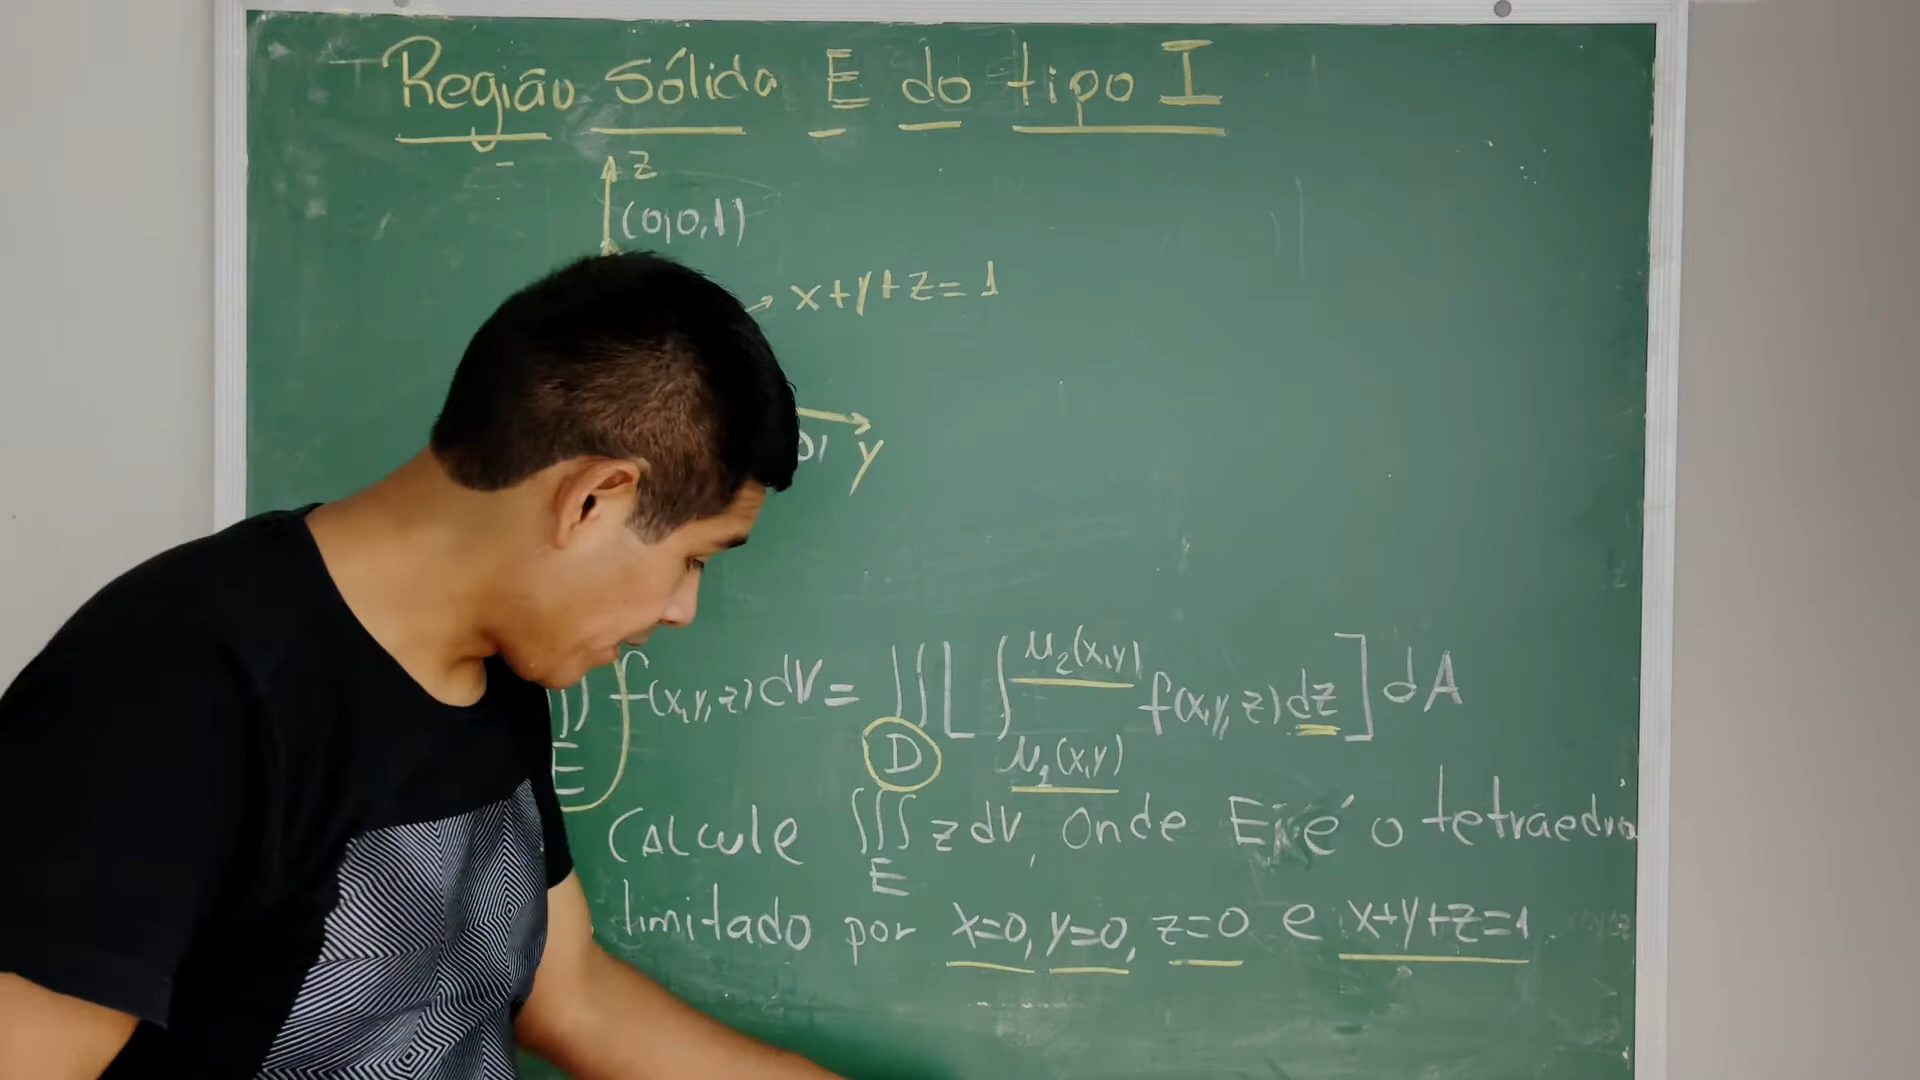 Região Sólida E do tipo I
z
(0,0,1)
x+y+z=1
y
∬ f(x,y,z)dV = ∬ [ ∫ f(x,y,z)dz ] dA
u₂(x,y)
E
D
u₁(x,y)
Calcule ∭ z dV, Onde E é o tetraedro
E
limitado por x=0, y=0, z=0 e x+y+z=1